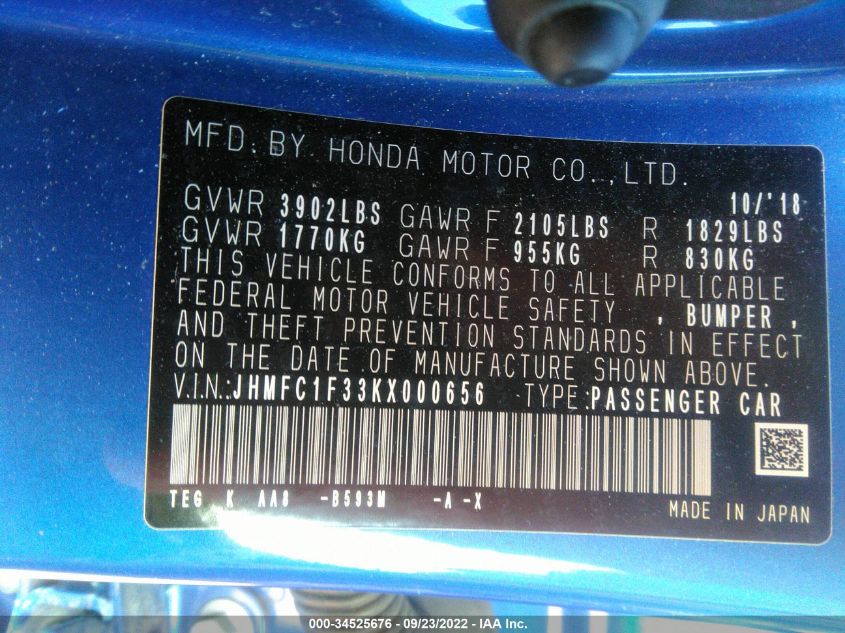 MFD. BY HONDA MOTOR CO.,LTD.
10/'18
GVWR 3902LBS GAWR F 2105LBS R 1829LBS
GVWR 1770KG GAWR F 955KG R 830KG
THIS VEHICLE CONFORMS TO ALL APPLICABLE
FEDERAL MOTOR VEHICLE SAFETY , BUMPER ,
AND THEFT PREVENTION STANDARDS IN EFFECT
ON THE DATE OF MANUFACTURE SHOWN ABOVE.
V.I.N.:JHMFC1F33KX000656 TYPE:PASSENGER CAR
TEG K AA8 -B593M -A -X
MADE IN JAPAN
000-34525676 - 09/23/2022 - IAA Inc.